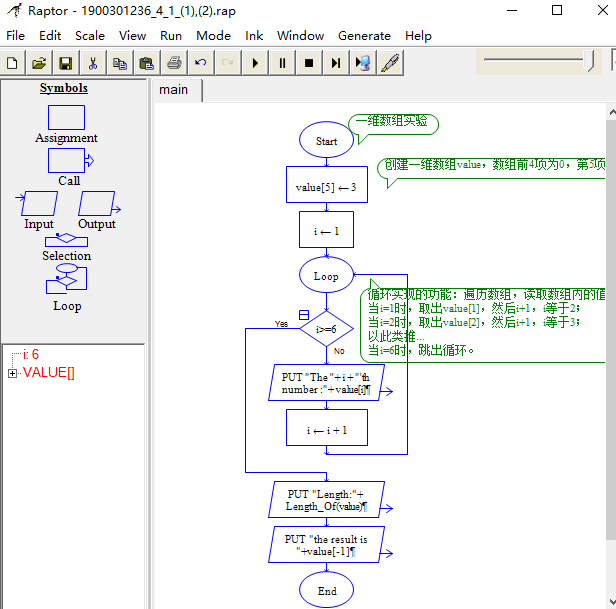 Raptor - 1900301236_4_1_(1),(2).rap
File Edit Scale View Run Mode Ink Window Generate Help
Symbols
Assignment
Call
Input Output
Selection
Loop
i: 6
VALUE[]
main
一维数组实验
Start
创建一维数组value，数组前4项为0，第5项
value[5] ← 3
i ← 1
Loop
循环实现的功能：遍历数组，读取数组内的值
当i=1时，取出value[1]，然后i+1，i等于2；
当i=2时，取出value[2]，然后i+1，i等于3；
以此类推...
当i=6时，跳出循环。
Yes
i>=6
No
PUT "The "+i+"'th
number :"+value[i]¶
i ← i + 1
PUT "Length:"+
Length_Of(value)¶
PUT "the result is
"+value[-1]¶
End